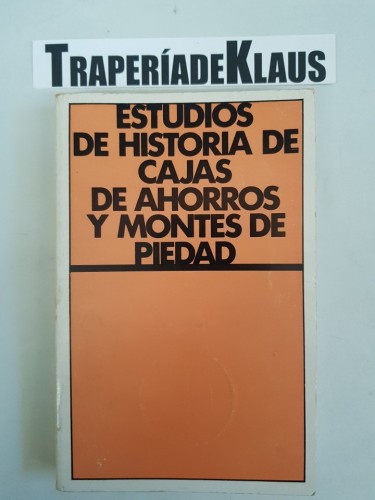 TRAPERÍADEKLAUS
ESTUDIOS
DE HISTORIA DE
CAJAS
DE AHORROS
Y MONTES DE
PIEDAD